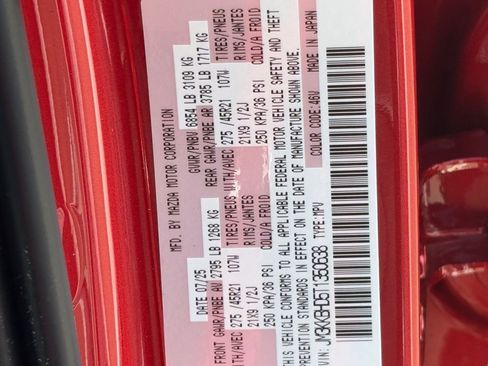 MFD. BY MAZDA MOTOR CORPORATION
DATE 07/25 GVWR/PNBV 6854 LB 3109 KG
FRONT GAWR/PNBE AV 2795 LB 1268 KG REAR GAWR/PNBE AR 3785 LB 1717 KG
275 /45R21 107W TIRES/PNEUS WITH/AVEC 275 /45R21 107W TIRES/PNEUS
21X9 1/2J RIMS/JANTES 21X9 1/2J RIMS/JANTES
250 KPA/36 PSI COLD/A FROID 250 KPA/36 PSI COLD/A FROID
THIS VEHICLE CONFORMS TO ALL APPLICABLE FEDERAL MOTOR VEHICLE SAFETY AND THEFT
PREVENTION STANDARDS IN EFFECT ON THE DATE OF MANUFACTURE SHOWN ABOVE.
JM3KKBHD5T1350638 COLOR CODE:46V MADE IN JAPAN
TYPE:MPV